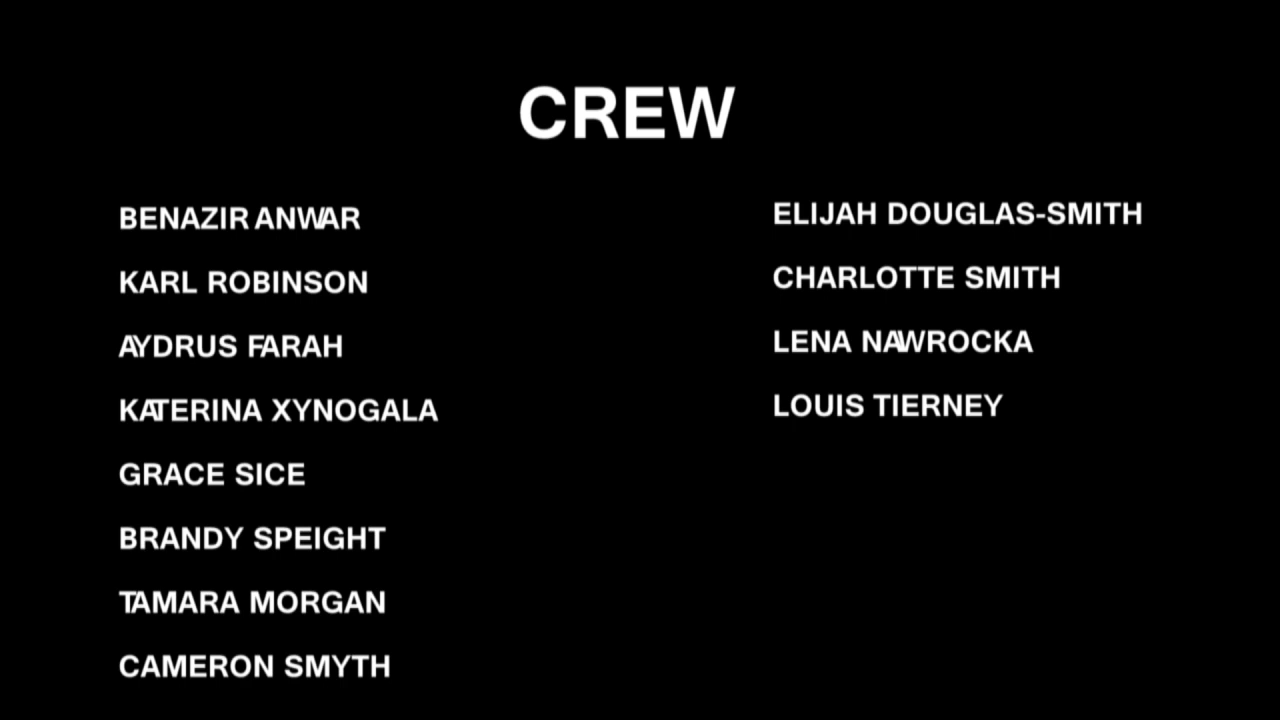 CREW
BENAZIR ANWAR
KARL ROBINSON
AYDRUS FARAH
KATERINA XYNOGALA
GRACE SICE
BRANDY SPEIGHT
TAMARA MORGAN
CAMERON SMYTH
ELIJAH DOUGLAS-SMITH
CHARLOTTE SMITH
LENA NAWROCKA
LOUIS TIERNEY